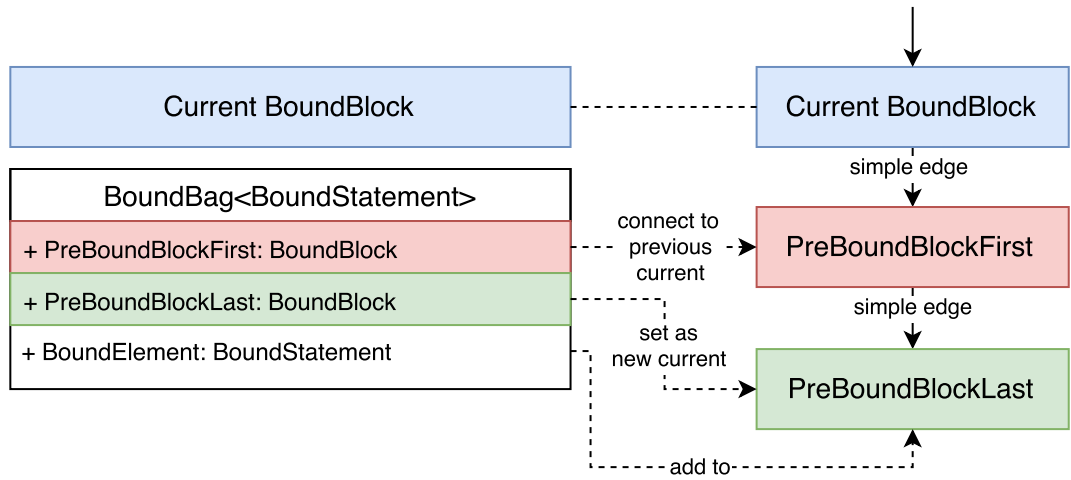 Current BoundBlock
Current BoundBlock
simple edge
BoundBag<BoundStatement>
+ PreBoundBlockFirst: BoundBlock
connect to
previous
current
PreBoundBlockFirst
+ PreBoundBlockLast: BoundBlock
simple edge
set as
new current
+ BoundElement: BoundStatement
PreBoundBlockLast
add to